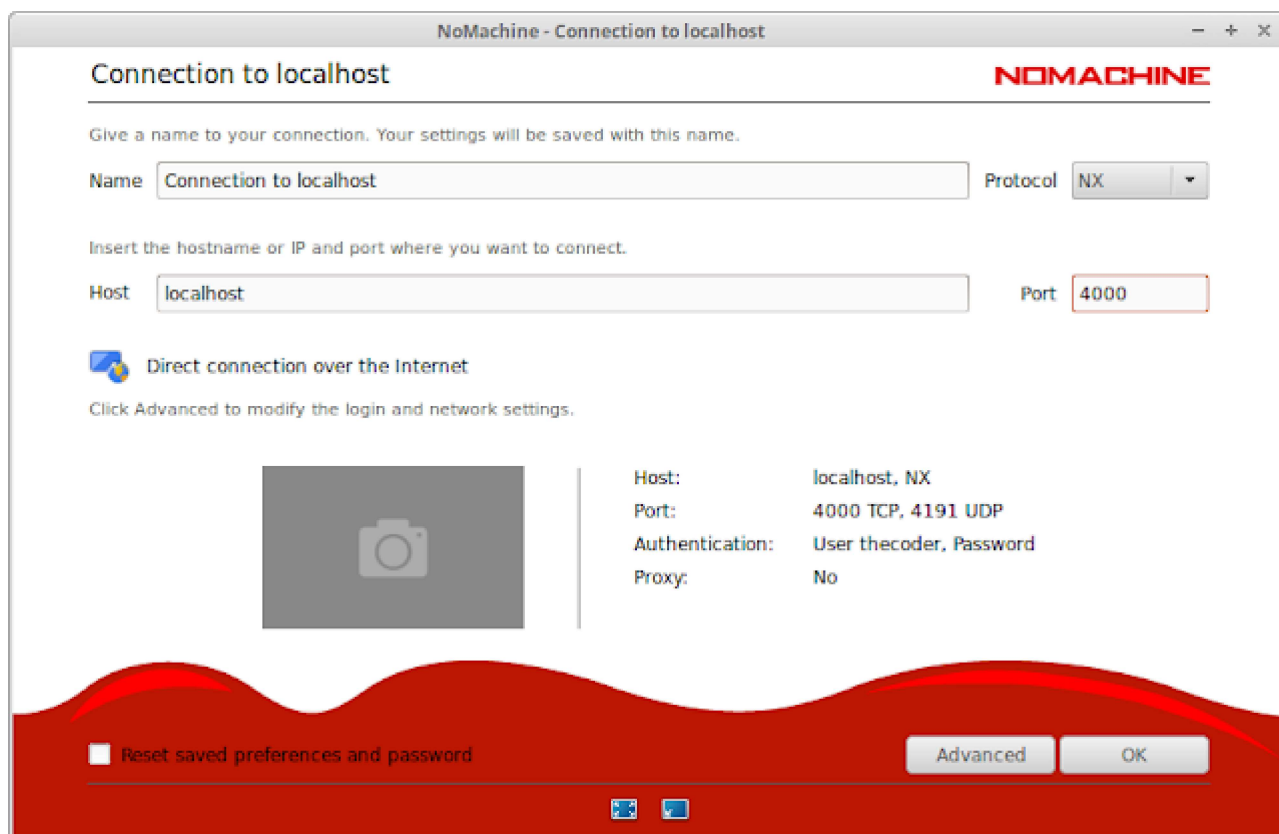 NoMachine - Connection to localhost
Connection to localhost
NOMACHINE
Give a name to your connection. Your settings will be saved with this name.
Name Connection to localhost Protocol NX
Insert the hostname or IP and port where you want to connect.
Host localhost Port 4000
Direct connection over the Internet
Click Advanced to modify the login and network settings.
Host: localhost, NX
Port: 4000 TCP, 4191 UDP
Authentication: User thecoder, Password
Proxy: No
Reset saved preferences and password Advanced OK